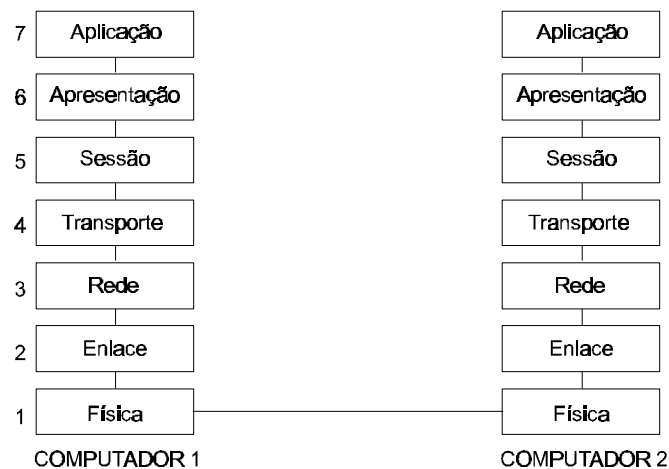 7 Aplicação Aplicação
6 Apresentação Apresentação
5 Sessão Sessão
4 Transporte Transporte
3 Rede Rede
2 Enlace Enlace
1 Física Física
COMPUTADOR 1 COMPUTADOR 2